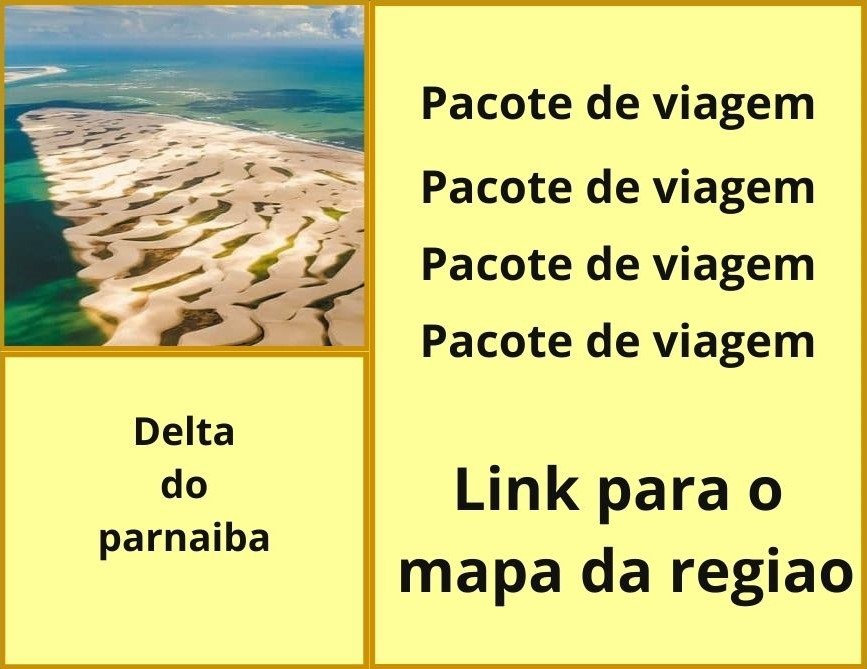 Delta
do
parnaiba
Pacote de viagem
Pacote de viagem
Pacote de viagem
Pacote de viagem
Link para o
mapa da regiao